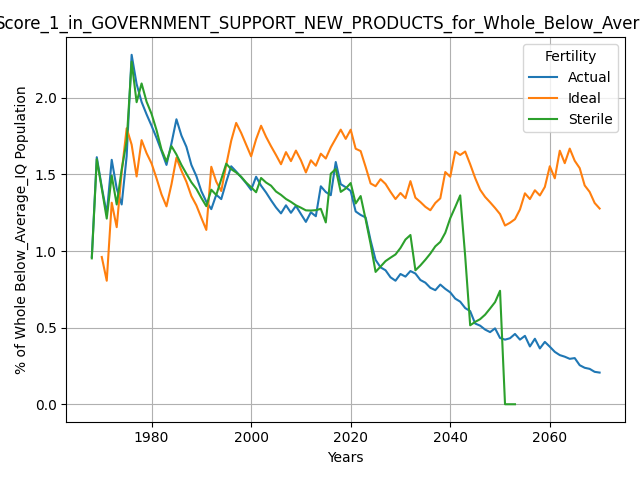 Score_1_in_GOVERNMENT_SUPPORT_NEW_PRODUCTS_for_Whole_Below_Aver
Fertility
Actual
Ideal
Sterile
% of Whole Below_Average_IQ Population
2.0
1.5
1.0
0.5
0.0
1980 2000 2020 2040 2060
Years